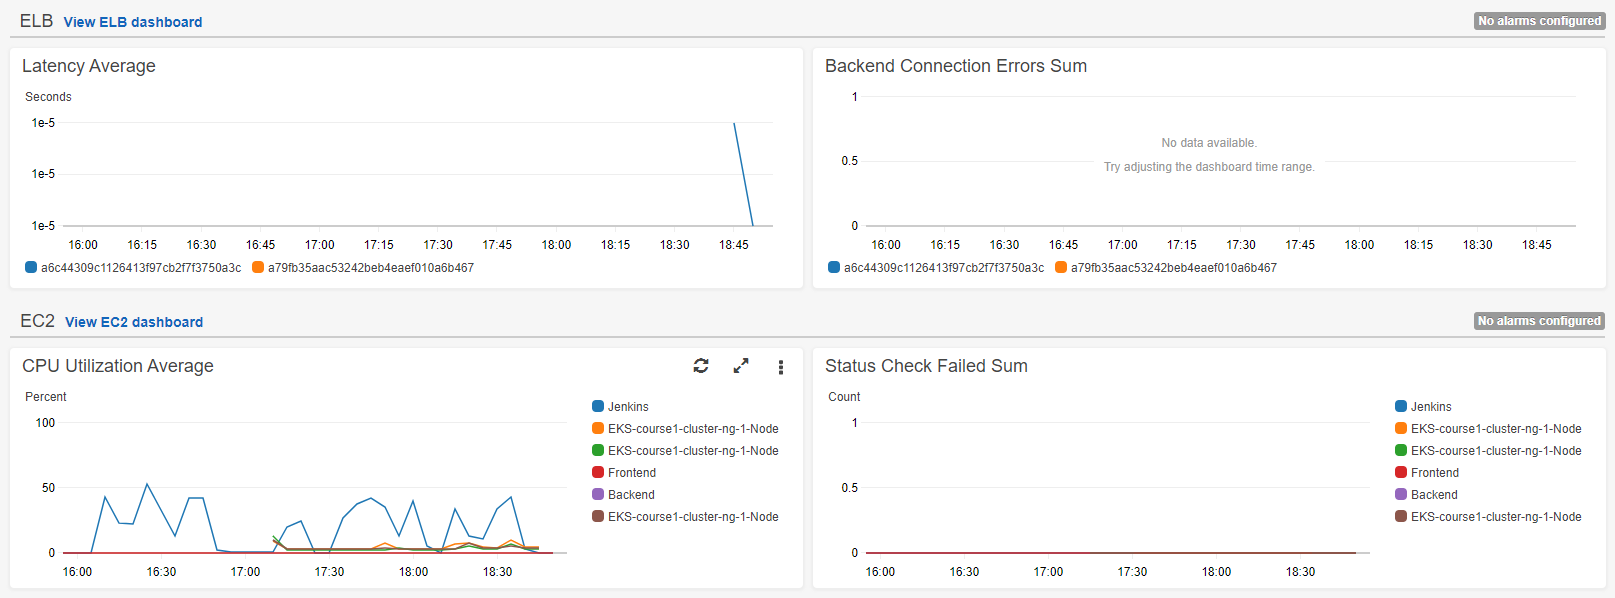 ELB View ELB dashboard No alarms configured
Latency Average
Seconds
1e-5
1e-5
1e-5
16:00 16:15 16:30 16:45 17:00 17:15 17:30 17:45 18:00 18:15 18:30 18:45
a6c44309c1126413f97cb2f7f3750a3c a79fb35aac53242beb4eaef010a6b467
Backend Connection Errors Sum
1
No data available.
0.5
Try adjusting the dashboard time range.
0
16:00 16:15 16:30 16:45 17:00 17:15 17:30 17:45 18:00 18:15 18:30 18:45
a6c44309c1126413f97cb2f7f3750a3c a79fb35aac53242beb4eaef010a6b467
EC2 View EC2 dashboard No alarms configured
CPU Utilization Average
Percent
100
50
0
16:00 16:30 17:00 17:30 18:00 18:30
Jenkins
EKS-course1-cluster-ng-1-Node
EKS-course1-cluster-ng-1-Node
Frontend
Backend
EKS-course1-cluster-ng-1-Node
Status Check Failed Sum
Count
1
0.5
0
16:00 16:30 17:00 17:30 18:00 18:30
Jenkins
EKS-course1-cluster-ng-1-Node
EKS-course1-cluster-ng-1-Node
Frontend
Backend
EKS-course1-cluster-ng-1-Node